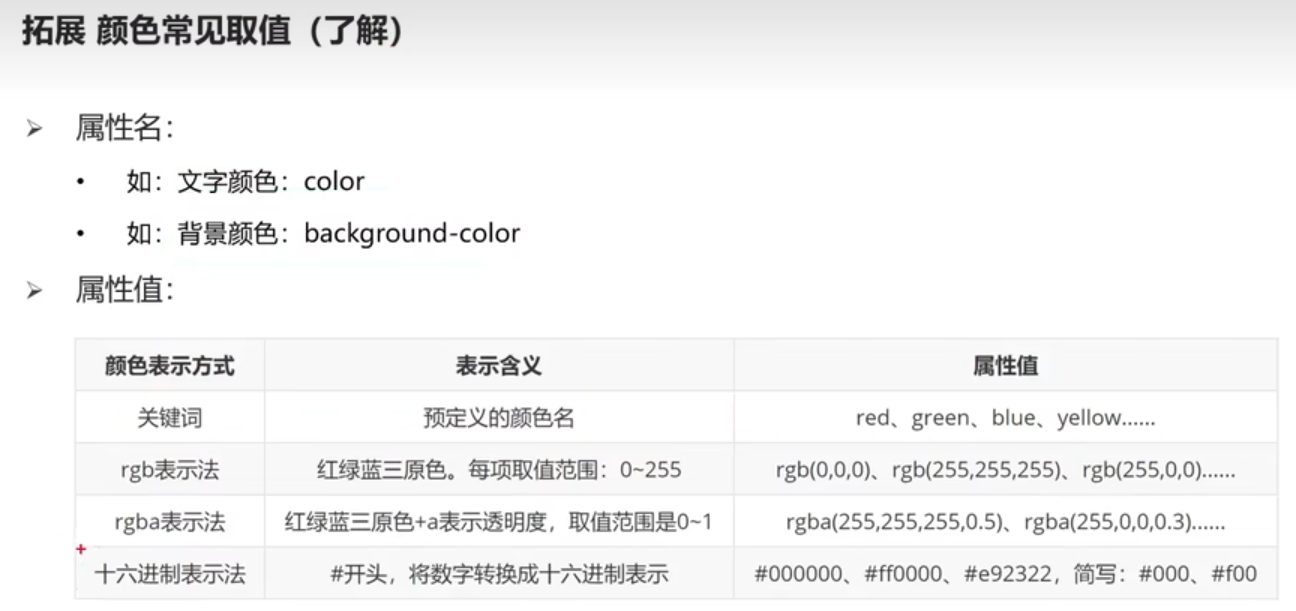 拓展 颜色常见取值（了解）
属性名：
如：文字颜色：color
如：背景颜色：background-color
属性值：
颜色表示方式 表示含义 属性值
关键词 预定义的颜色名 red、green、blue、yellow……
rgb表示法 红绿蓝三原色。每项取值范围：0~255 rgb(0,0,0)、rgb(255,255,255)、rgb(255,0,0)……
rgba表示法 红绿蓝三原色+a表示透明度，取值范围是0~1 rgba(255,255,255,0.5)、rgba(255,0,0,0.3)……
十六进制表示法 #开头，将数字转换成十六进制表示 #000000、#ff0000、#e92322，简写：#000、#f00